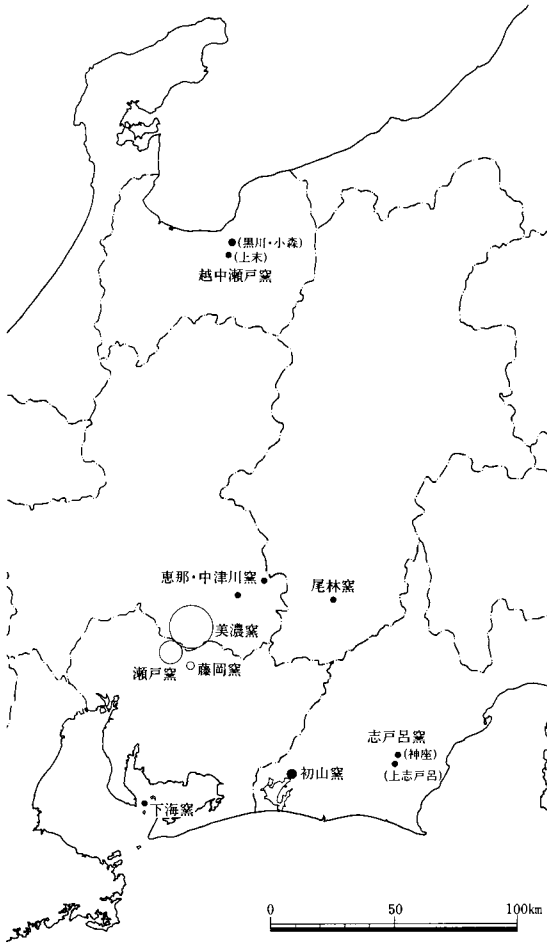 (黒川・小森)
(上末)
越中瀬戸窯
恵那・中津川窯
尾林窯
美濃窯
瀬戸窯
藤岡窯
志戸呂窯
(神座)
(上志戸呂)
初山窯
下海窯
0 50 100km